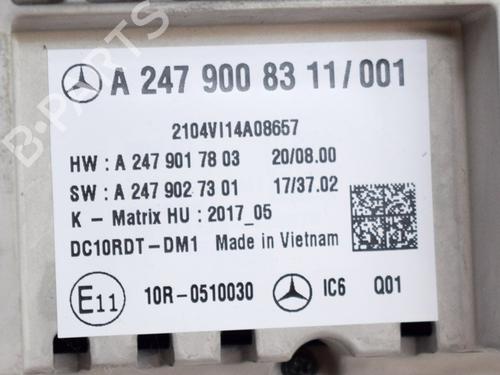 B-PARTS
A 247 900 83 11/001
2104VI14A08657
HW : A 247 901 78 03 20/08.00
SW : A 247 902 73 01 17/37.02
K - Matrix HU : 2017_05
DC10RDT-DM1 Made in Vietnam
E11 10R-0510030 IC6 Q01